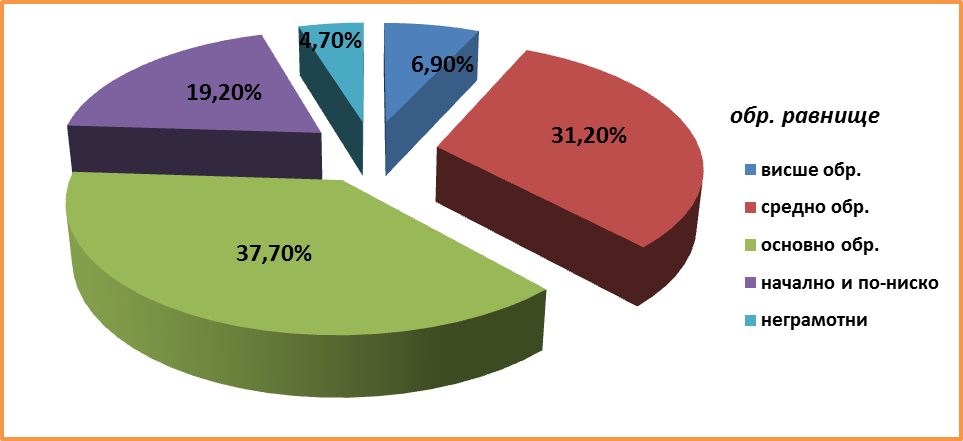 4,70%
6,90%
19,20%
31,20%
37,70%
обр. равнище
висше обр.
средно обр.
основно обр.
начално и по-ниско
неграмотни